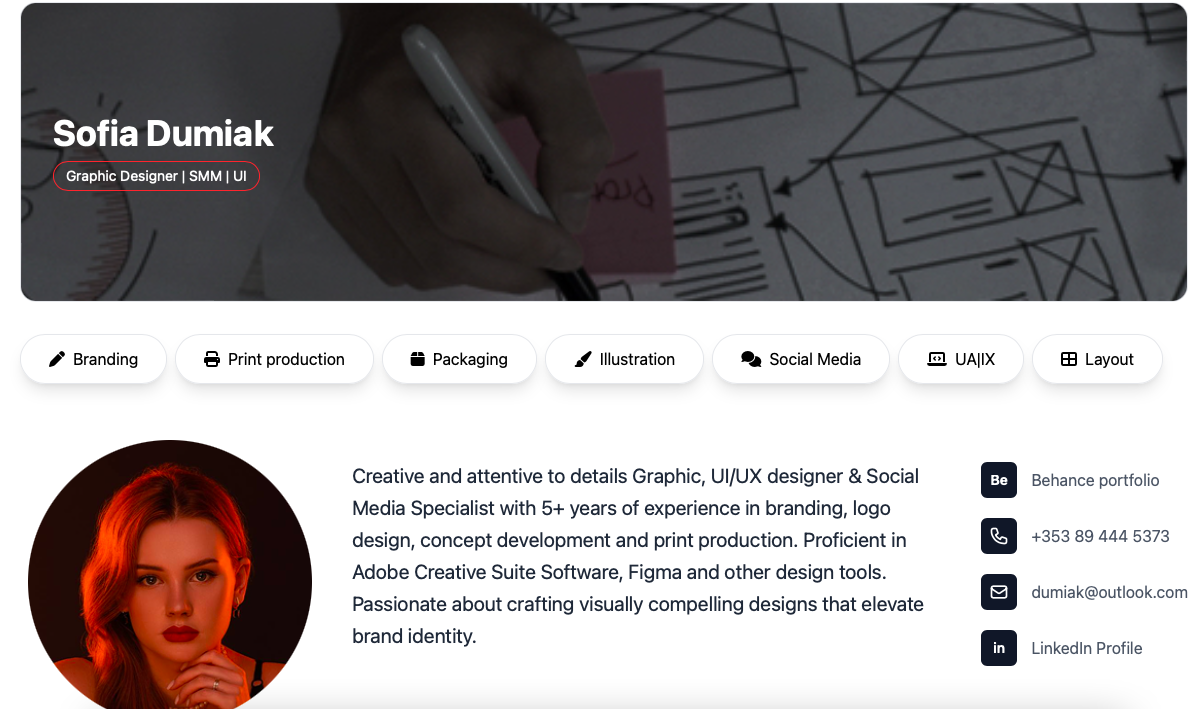 Sofia Dumiak
Graphic Designer | SMM | UI
Branding
Print production
Packaging
Illustration
Social Media
UA|IX
Layout
Creative and attentive to details Graphic, UI/UX designer & Social
Media Specialist with 5+ years of experience in branding, logo
design, concept development and print production. Proficient in
Adobe Creative Suite Software, Figma and other design tools.
Passionate about crafting visually compelling designs that elevate
brand identity.
Be Behance portfolio
+353 89 444 5373
dumiak@outlook.com
in LinkedIn Profile